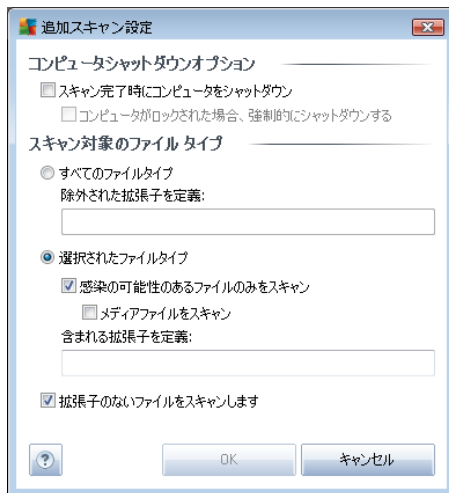 追加スキャン設定
コンピュータシャットダウンオプション
スキャン完了時にコンピュータをシャットダウン
コンピュータがロックされた場合、強制的にシャットダウンする
スキャン対象のファイル タイプ
すべてのファイルタイプ
除外された拡張子を定義:
選択されたファイルタイプ
感染の可能性のあるファイルのみをスキャン
メディアファイルをスキャン
含まれる拡張子を定義:
拡張子のないファイルをスキャンします
?
OK
キャンセル